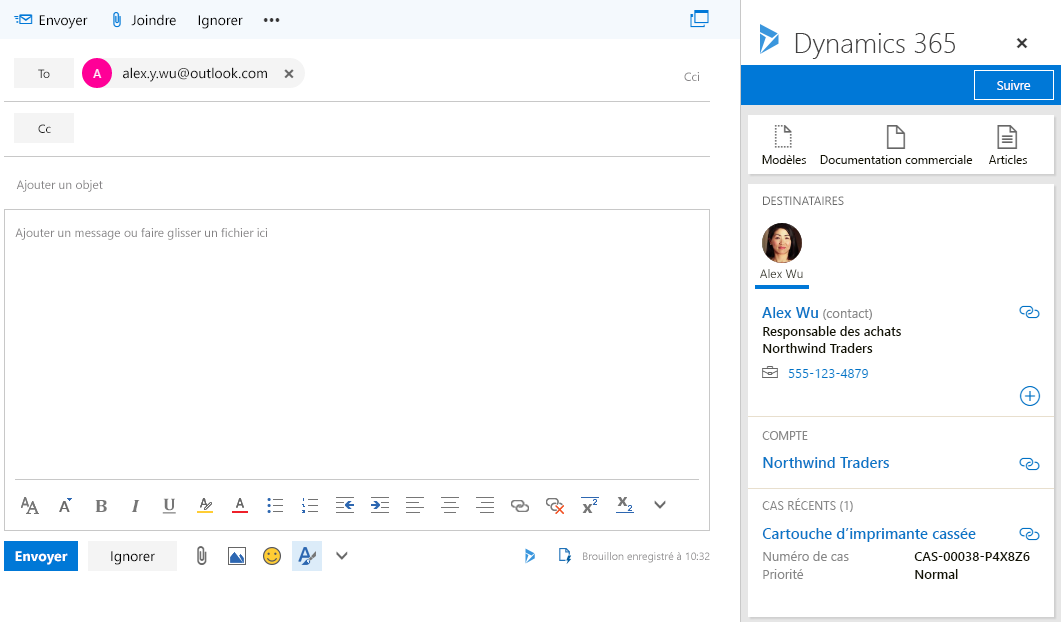 Envoyer Joindre Ignorer •••
To A alex.y.wu@outlook.com Cci
Cc
Ajouter un objet
Ajouter un message ou faire glisser un fichier ici
AA A B I U A A x² X₂
Envoyer Ignorer A Brouillon enregistré à 10:32
Dynamics 365
Suivre
Modèles Documentation commerciale Articles
DESTINATAIRES
Alex Wu
Alex Wu (contact)
Responsable des achats
Northwind Traders
555-123-4879
COMPTE
Northwind Traders
CAS RÉCENTS (1)
Cartouche d’imprimante cassée
Numéro de cas CAS-00038-P4X8Z6
Priorité Normal